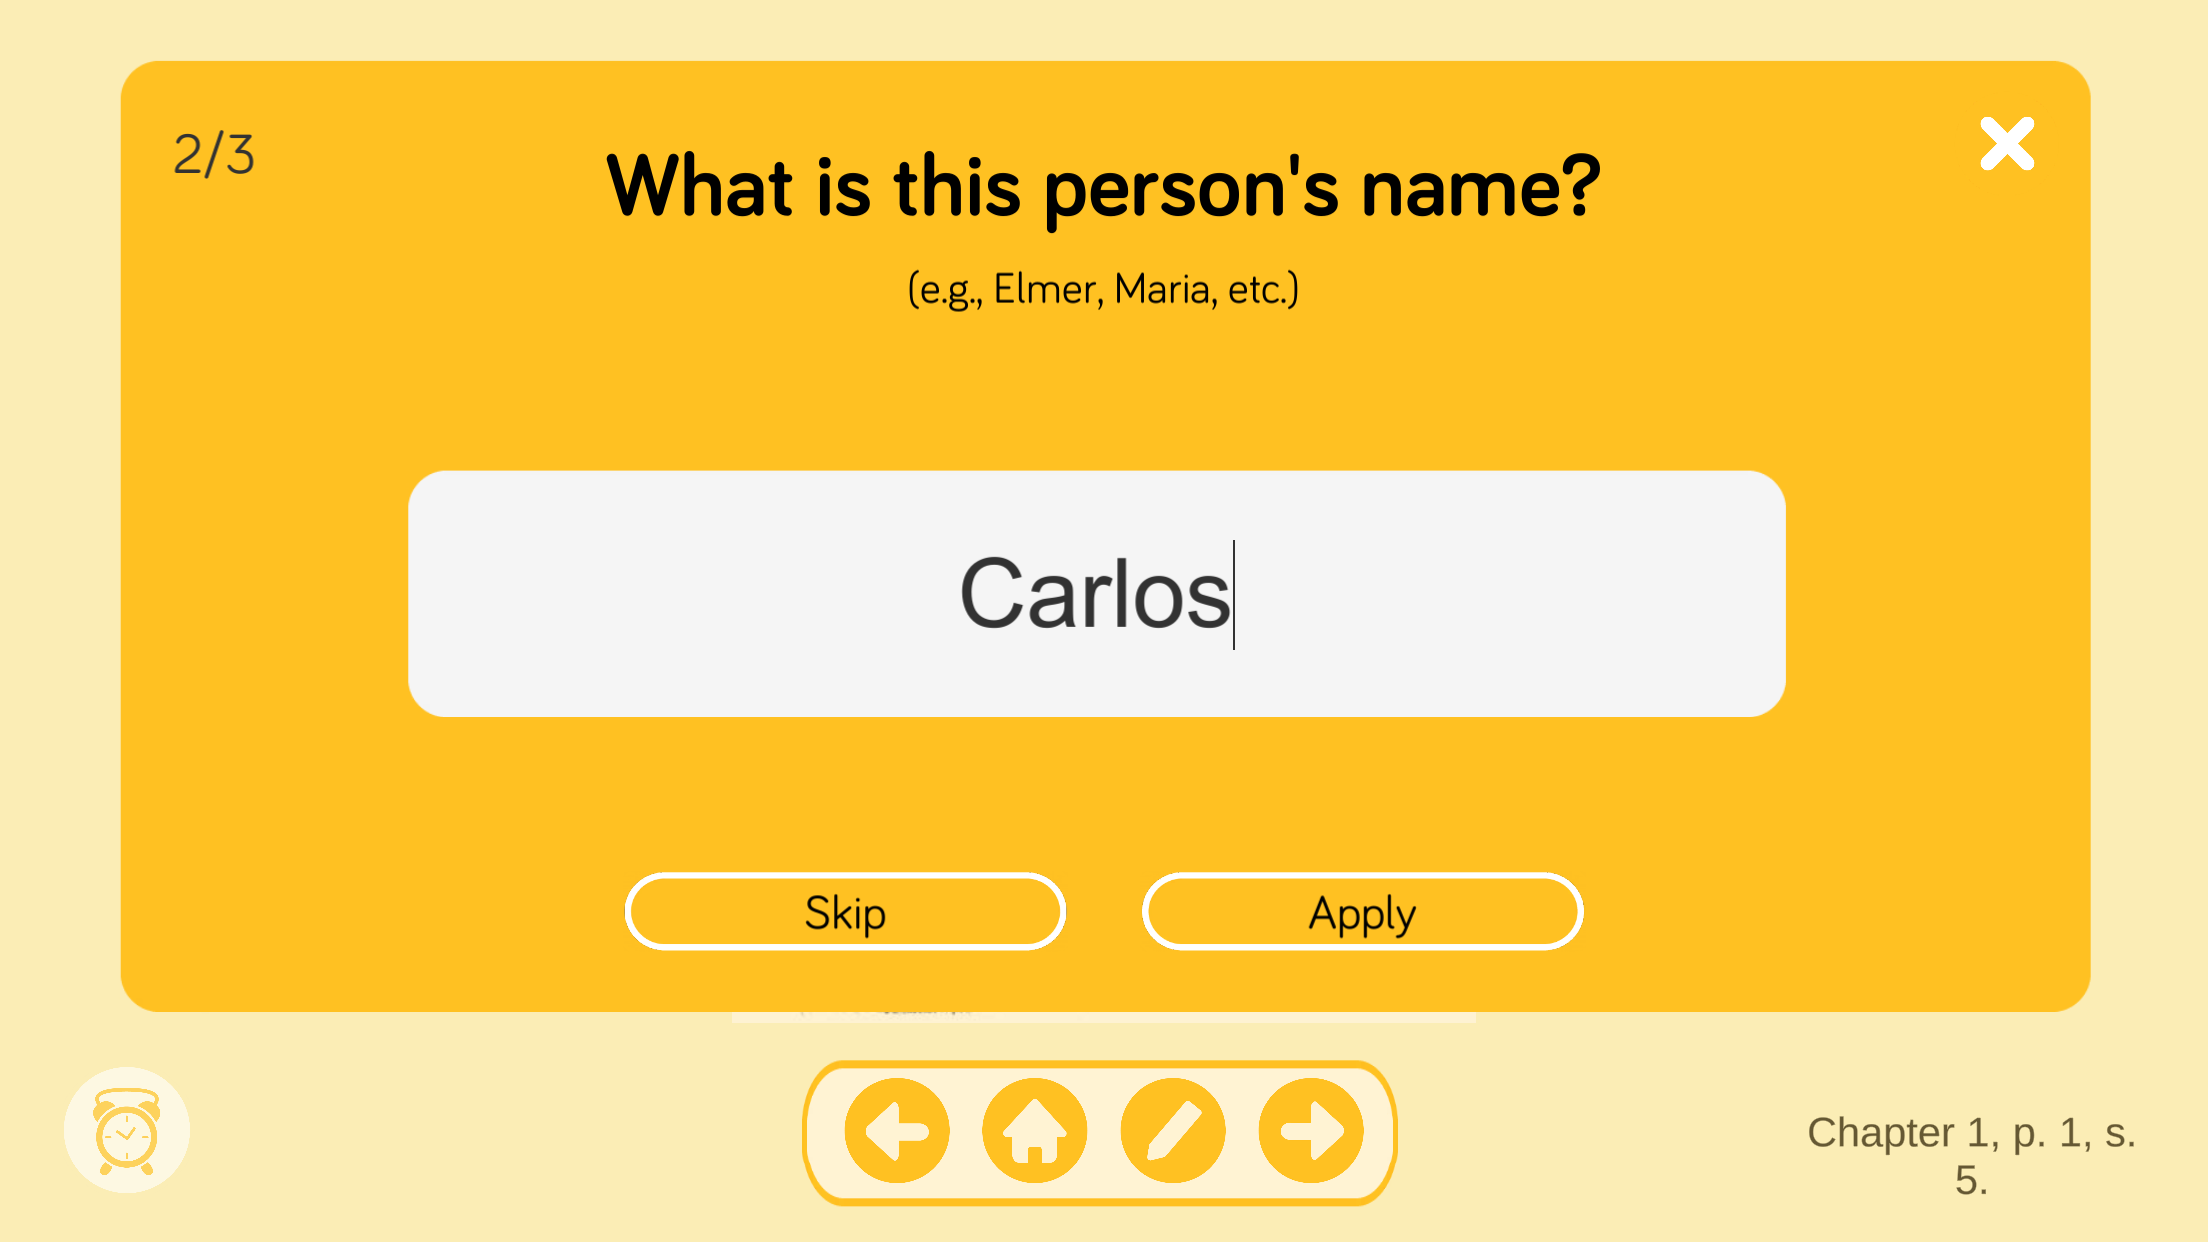 2/3
What is this person's name?
(e.g., Elmer, Maria, etc.)
Carlos
Skip
Apply
Chapter 1, p. 1, s.
5.